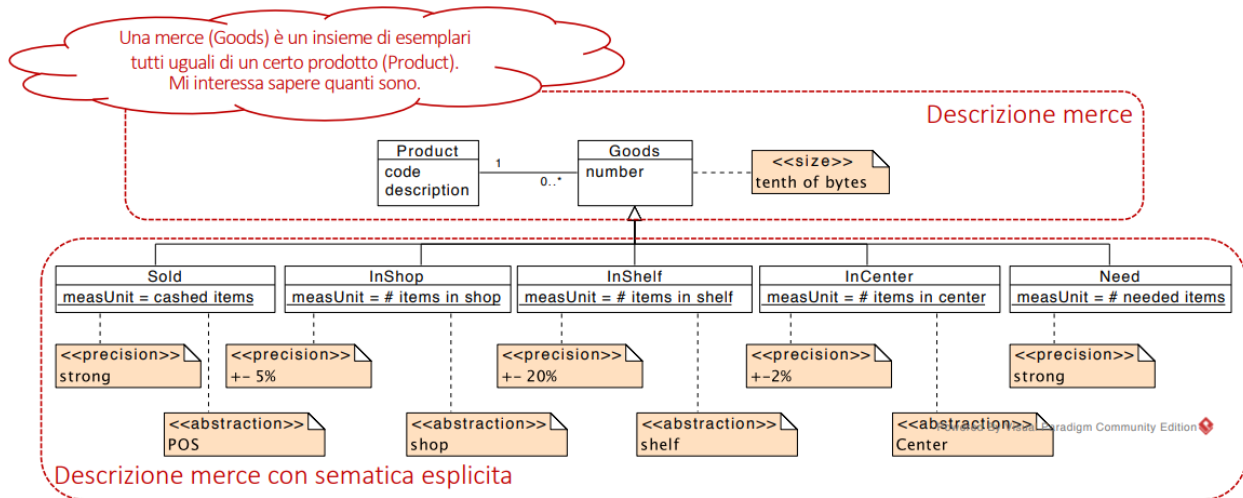 Una merce (Goods) è un insieme di esemplari
tutti uguali di un certo prodotto (Product).
Mi interessa sapere quanti sono.
Descrizione merce
Product
code
description
1
0..*
Goods
number
<<size>>
tenth of bytes
Sold
measUnit = cashed items
InShop
measUnit = # items in shop
InShelf
measUnit = # items in shelf
InCenter
measUnit = # items in center
Need
measUnit = # needed items
<<precision>>
strong
<<precision>>
+- 5%
<<precision>>
+- 20%
<<precision>>
+-2%
<<precision>>
strong
<<abstraction>>
POS
<<abstraction>>
shop
<<abstraction>>
shelf
<<abstraction>>
Center
Powered By Visual Paradigm Community Edition
Descrizione merce con sematica esplicita